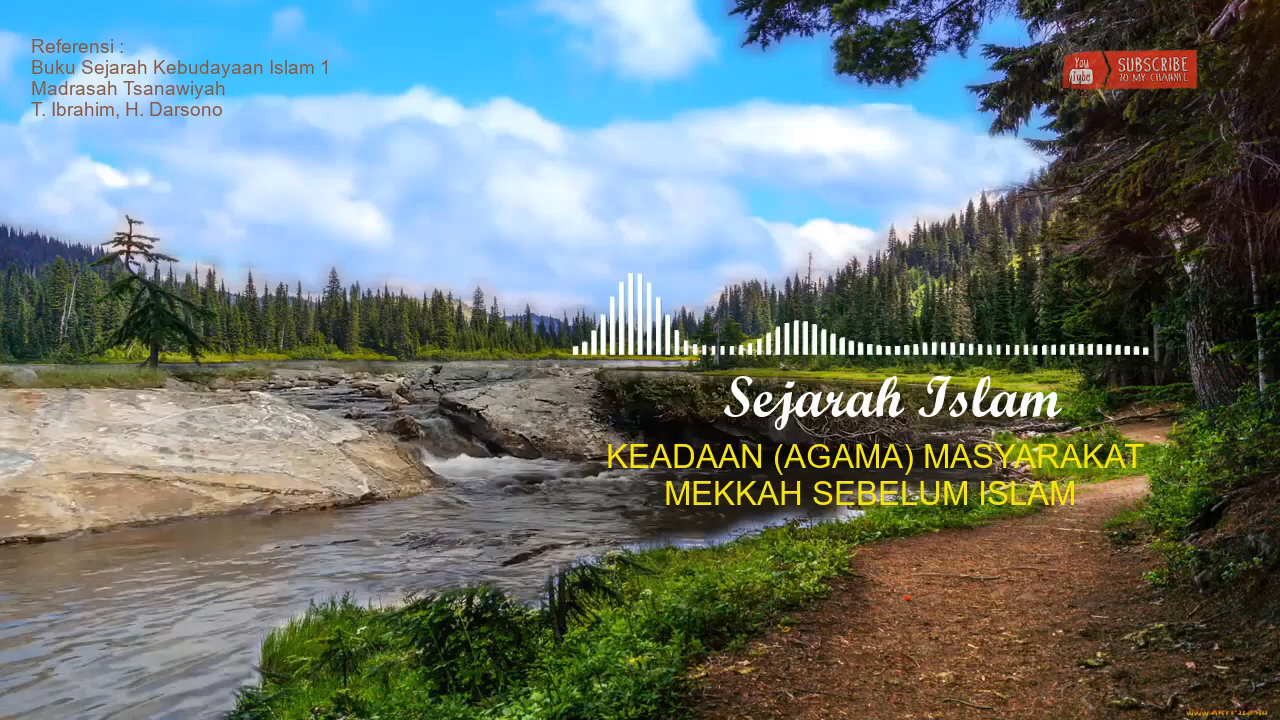 Referensi :
Buku Sejarah Kebudayaan Islam 1
Madrasah Tsanawiyah
T. Ibrahim, H. Darsono
You
Tube
SUBSCRIBE
TO MY CHANNEL
Sejarah Islam
KEADAAN (AGAMA) MASYARAKAT
MEKKAH SEBELUM ISLAM